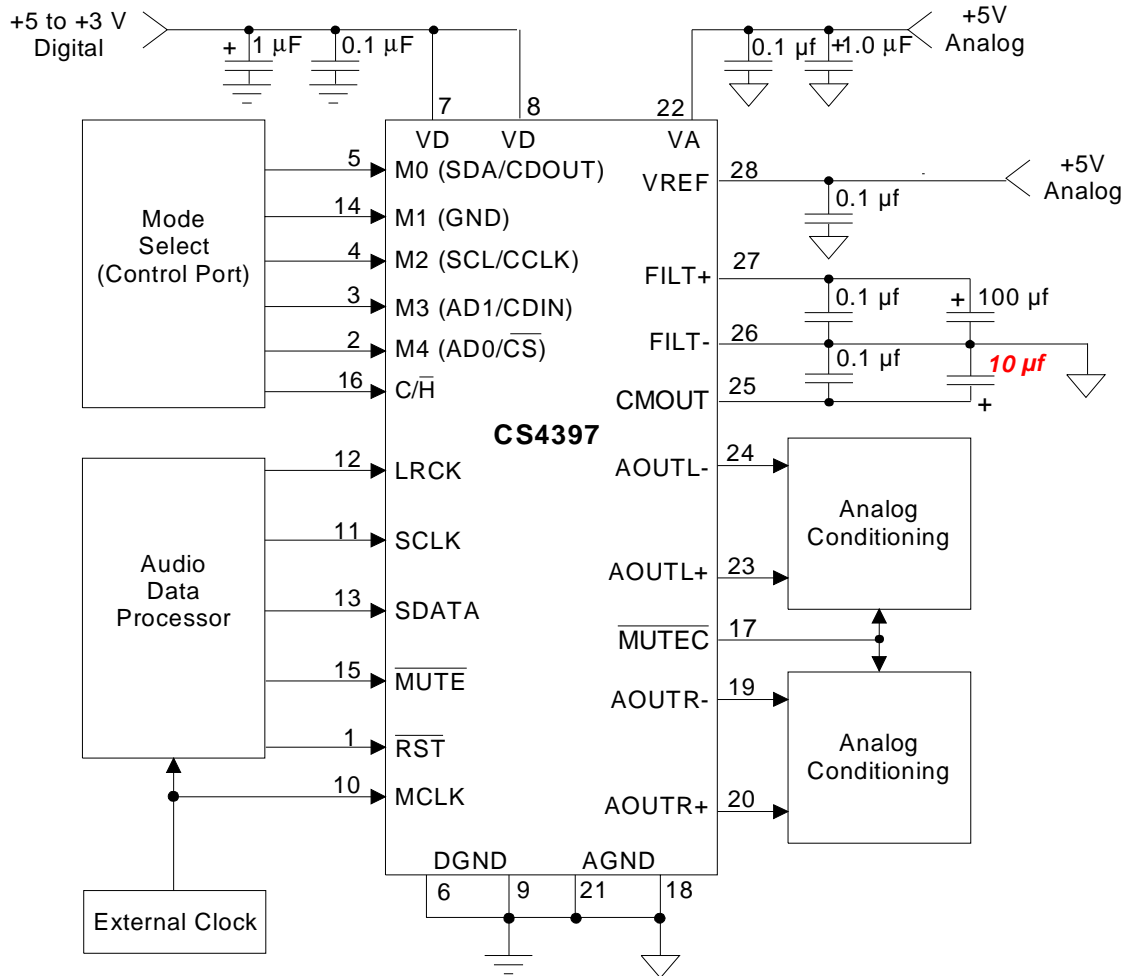 +5 to +3 V
Digital
+ 1 µF
0.1 µF
0.1 µf
+1.0 µF
+5V
Analog
7
8
22
VD
VD
VA
Mode
Select
(Control Port)
5
M0 (SDA/CDOUT)
14
M1 (GND)
4
M2 (SCL/CCLK)
3
M3 (AD1/CDIN)
2
M4 (AD0/CS)
16
C/H
VREF
28
0.1 µf
+5V
Analog
FILT+
27
0.1 µf
+
100 µf
FILT-
26
0.1 µf
10 µf
CMOUT
25
+
CS4397
Audio
Data
Processor
12
LRCK
11
SCLK
13
SDATA
15
MUTE
1
RST
10
MCLK
AOUTL-
24
Analog
Conditioning
AOUTL+
23
MUTEC
17
AOUTR-
19
Analog
Conditioning
AOUTR+
20
DGND
AGND
6
9
21
18
External Clock